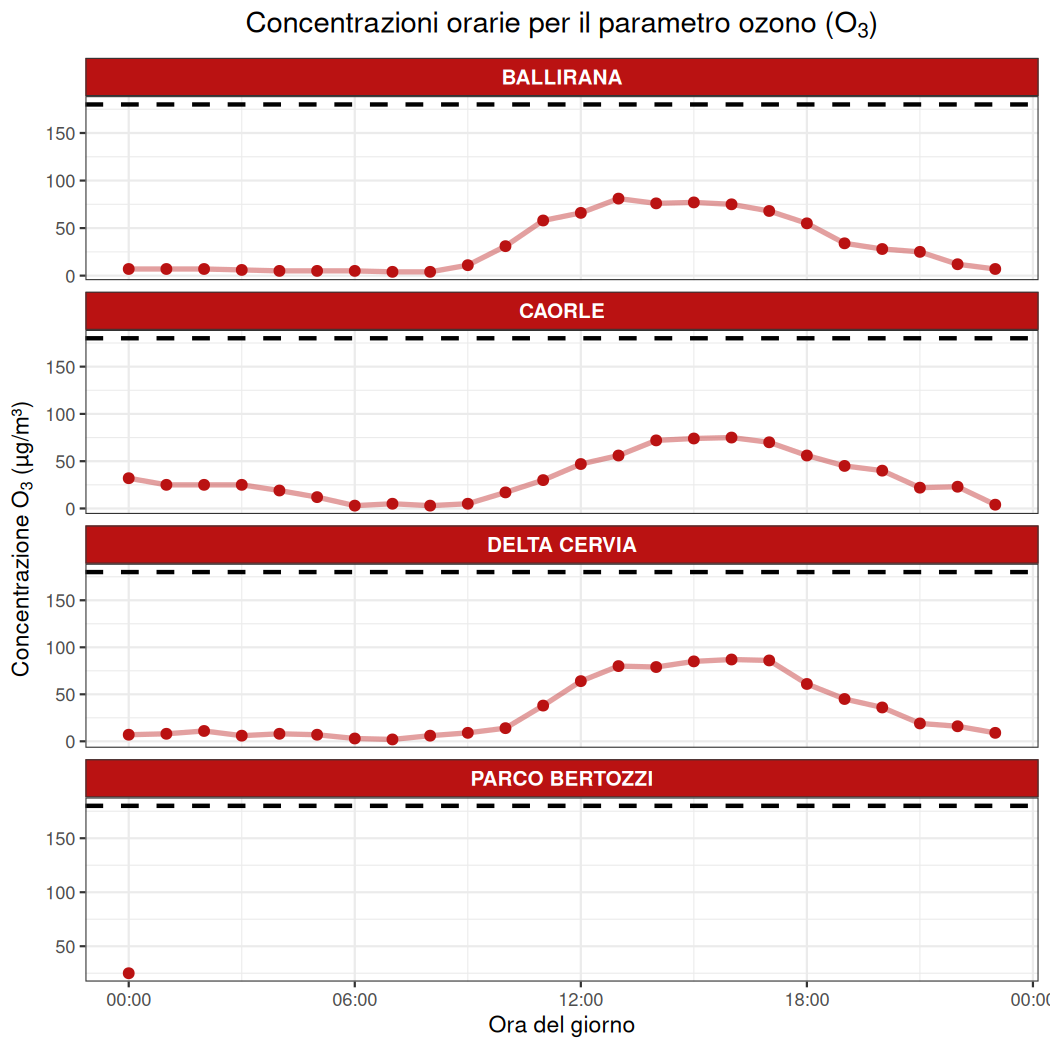 Concentrazioni orarie per il parametro ozono (O₃)
BALLIRANA
150
100
50
0
CAORLE
150
100
50
0
Concentrazione O₃ (µg/m³)
DELTA CERVIA
150
100
50
0
PARCO BERTOZZI
150
100
50
00:00 06:00 12:00 18:00 00:0
Ora del giorno